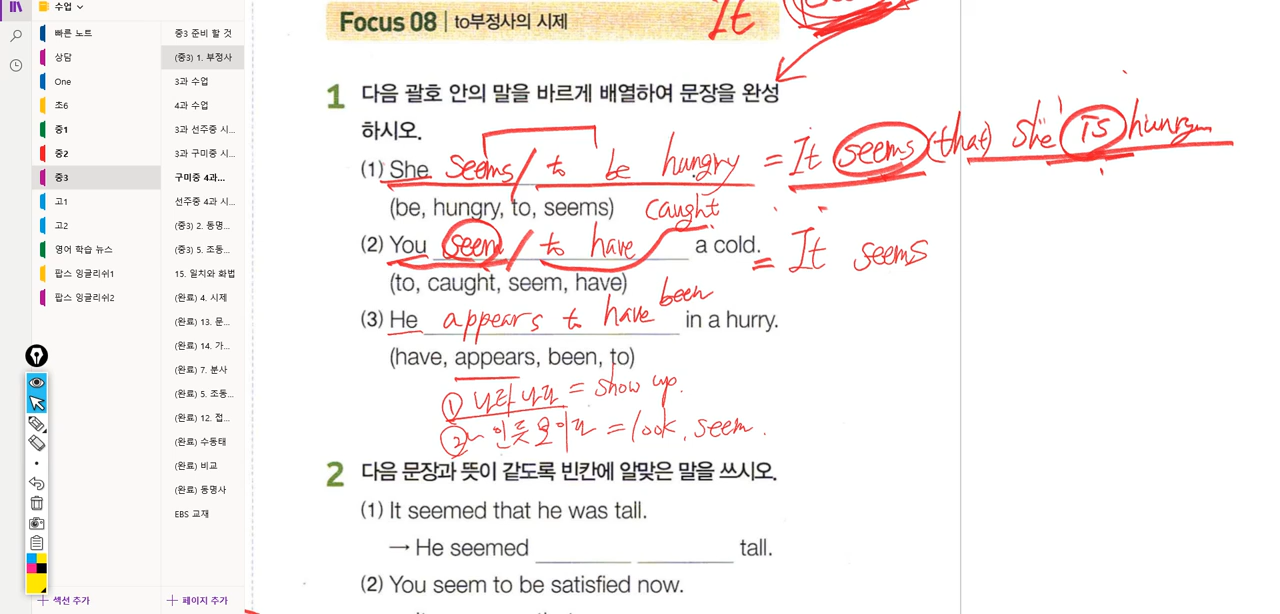 수업
빠른 노트
상담
One
초6
중1
중2
중3
고1
고2
영어 학습 뉴스
팝스 잉글리쉬1
팝스 잉글리쉬2
섹션 추가
중3 준비 할 것
(중3) 1. 부정사
3과 수업
4과 수업
3과 선주중 시...
3과 구미중 시...
구미중 4과...
선주중 4과 시...
(중3) 2. 동명...
(중3) 5. 조동...
15. 일치와 화법
(완료) 4. 시제
(완료) 13. 문...
(완료) 14. 가...
(완료) 7. 분사
(중3) 5. 조동...
(완료) 12. 접...
(완료) 수동태
(완료) 비교
(완료) 동명사
EBS 교재
페이지 추가
Focus 08 | to부정사의 시제 It
1 다음 괄호 안의 말을 바르게 배열하여 문장을 완성
하시오.
(1) She seems / to be hungry = It seems (that) she is hungry
(be, hungry, to, seems) caught
(2) You seem / to have a cold. = It seems
(to, caught, seem, have) been
(3) He appears to have in a hurry.
(have, appears, been, to)
① 나타나다 = show up.
② ~인듯 보이다 = look, seem.
2 다음 문장과 뜻이 같도록 빈칸에 알맞은 말을 쓰시오.
(1) It seemed that he was tall.
→ He seemed tall.
(2) You seem to be satisfied now.